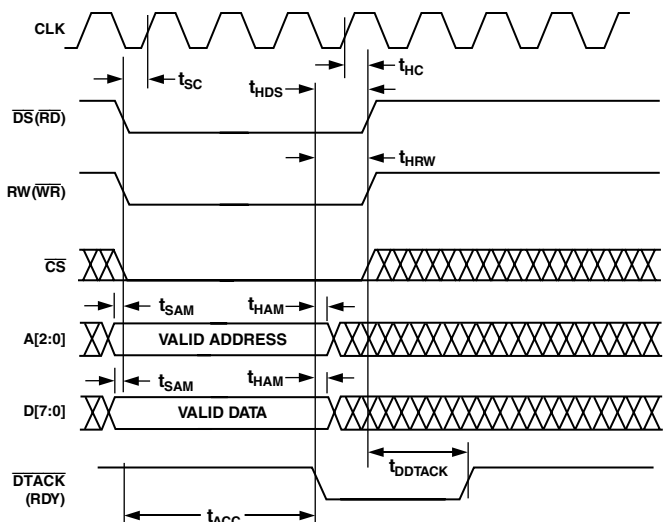 CLK
tSC
tHC
tHDS
DS(RD)
tHRW
RW(WR)
CS
tSAM
tHAM
A[2:0]
VALID ADDRESS
tSAM
tHAM
D[7:0]
VALID DATA
tDDTACK
DTACK
(RDY)
tACC